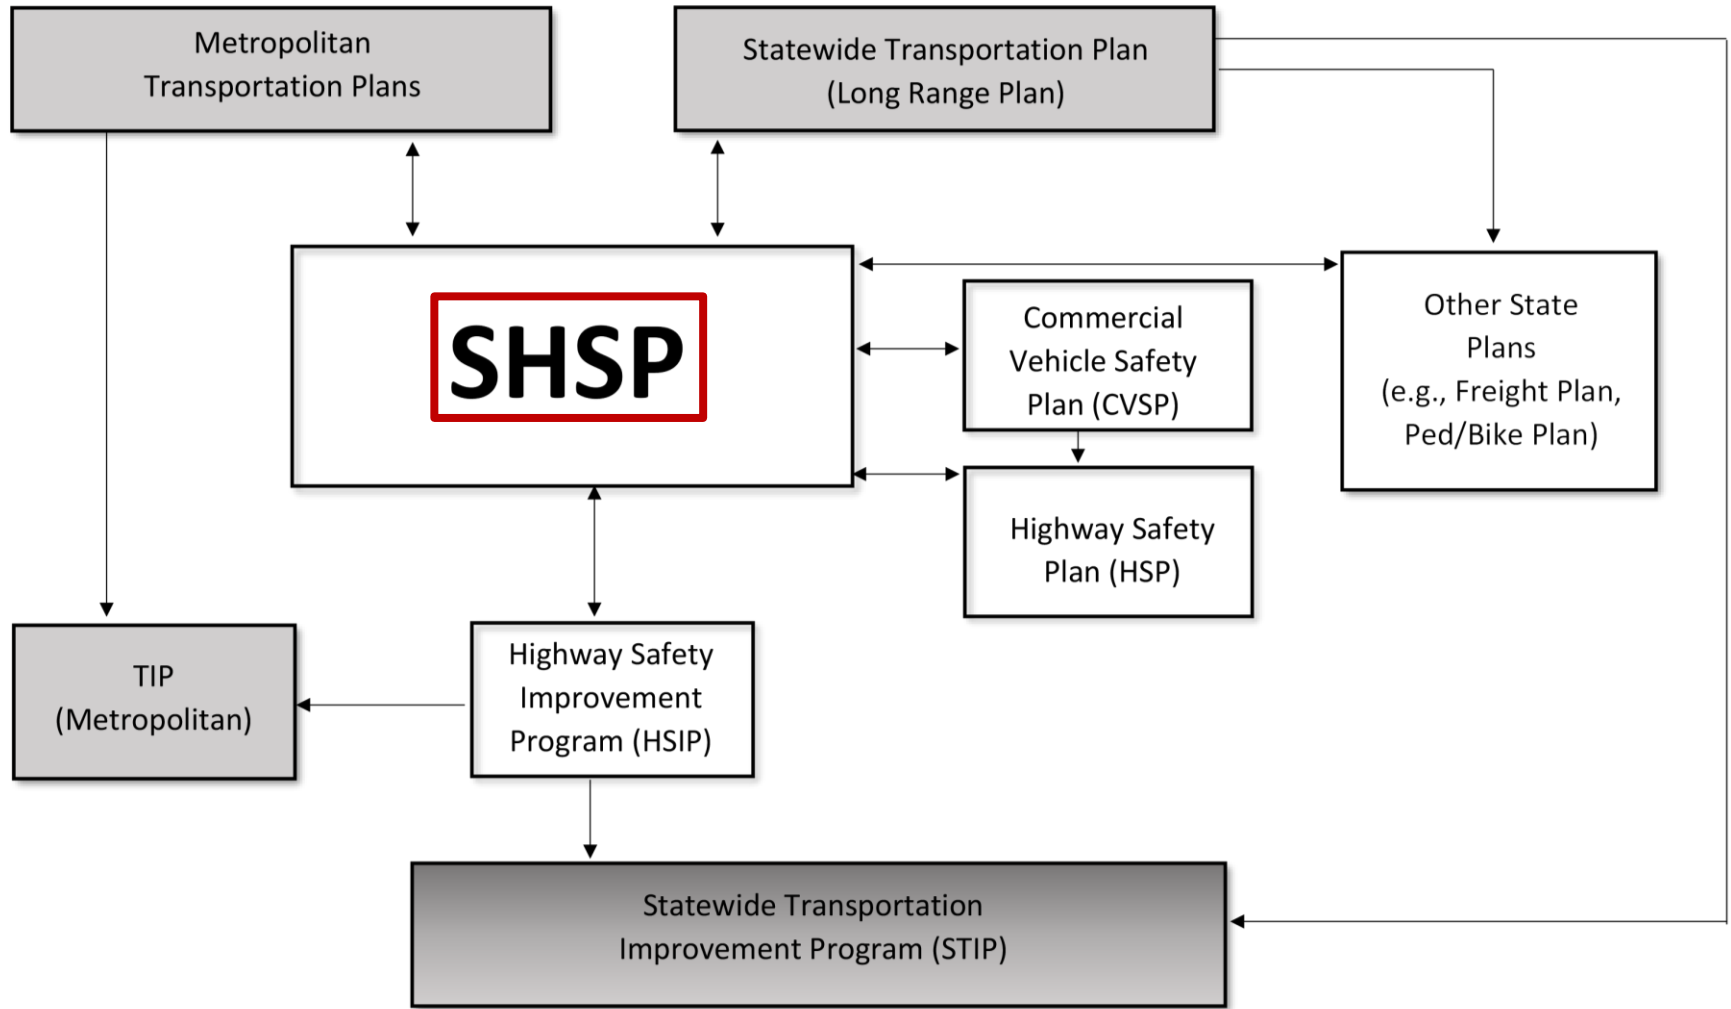 Metropolitan
Transportation Plans
Statewide Transportation Plan
(Long Range Plan)
SHSP
Commercial
Vehicle Safety
Plan (CVSP)
Other State
Plans
(e.g., Freight Plan,
Ped/Bike Plan)
Highway Safety
Plan (HSP)
TIP
(Metropolitan)
Highway Safety
Improvement
Program (HSIP)
Statewide Transportation
Improvement Program (STIP)